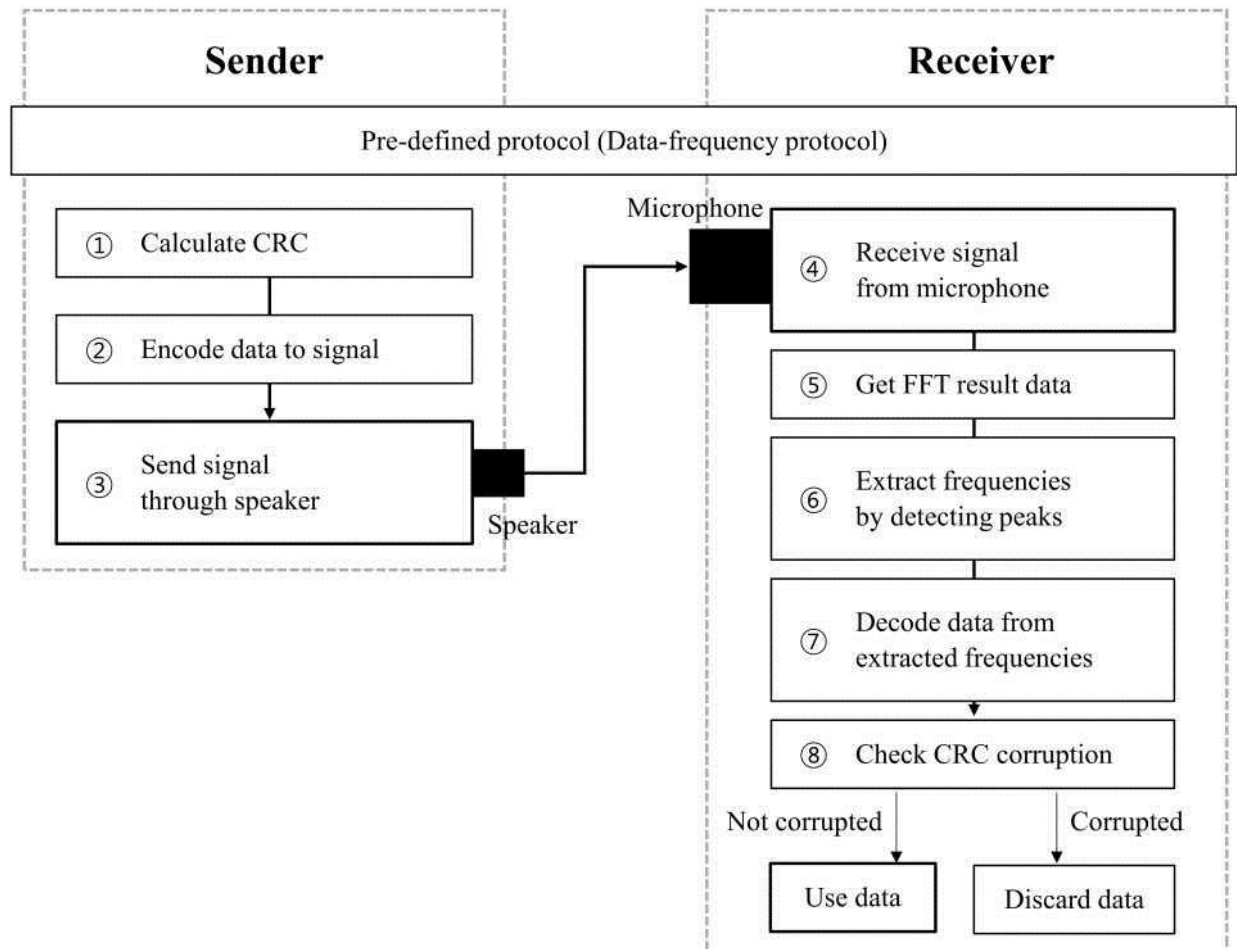 Sender
Receiver
Pre-defined protocol (Data-frequency protocol)
① Calculate CRC
② Encode data to signal
③ Send signal
through speaker
Speaker
Microphone
④ Receive signal
from microphone
⑤ Get FFT result data
⑥ Extract frequencies
by detecting peaks
⑦ Decode data from
extracted frequencies
⑧ Check CRC corruption
Not corrupted
Corrupted
Use data
Discard data